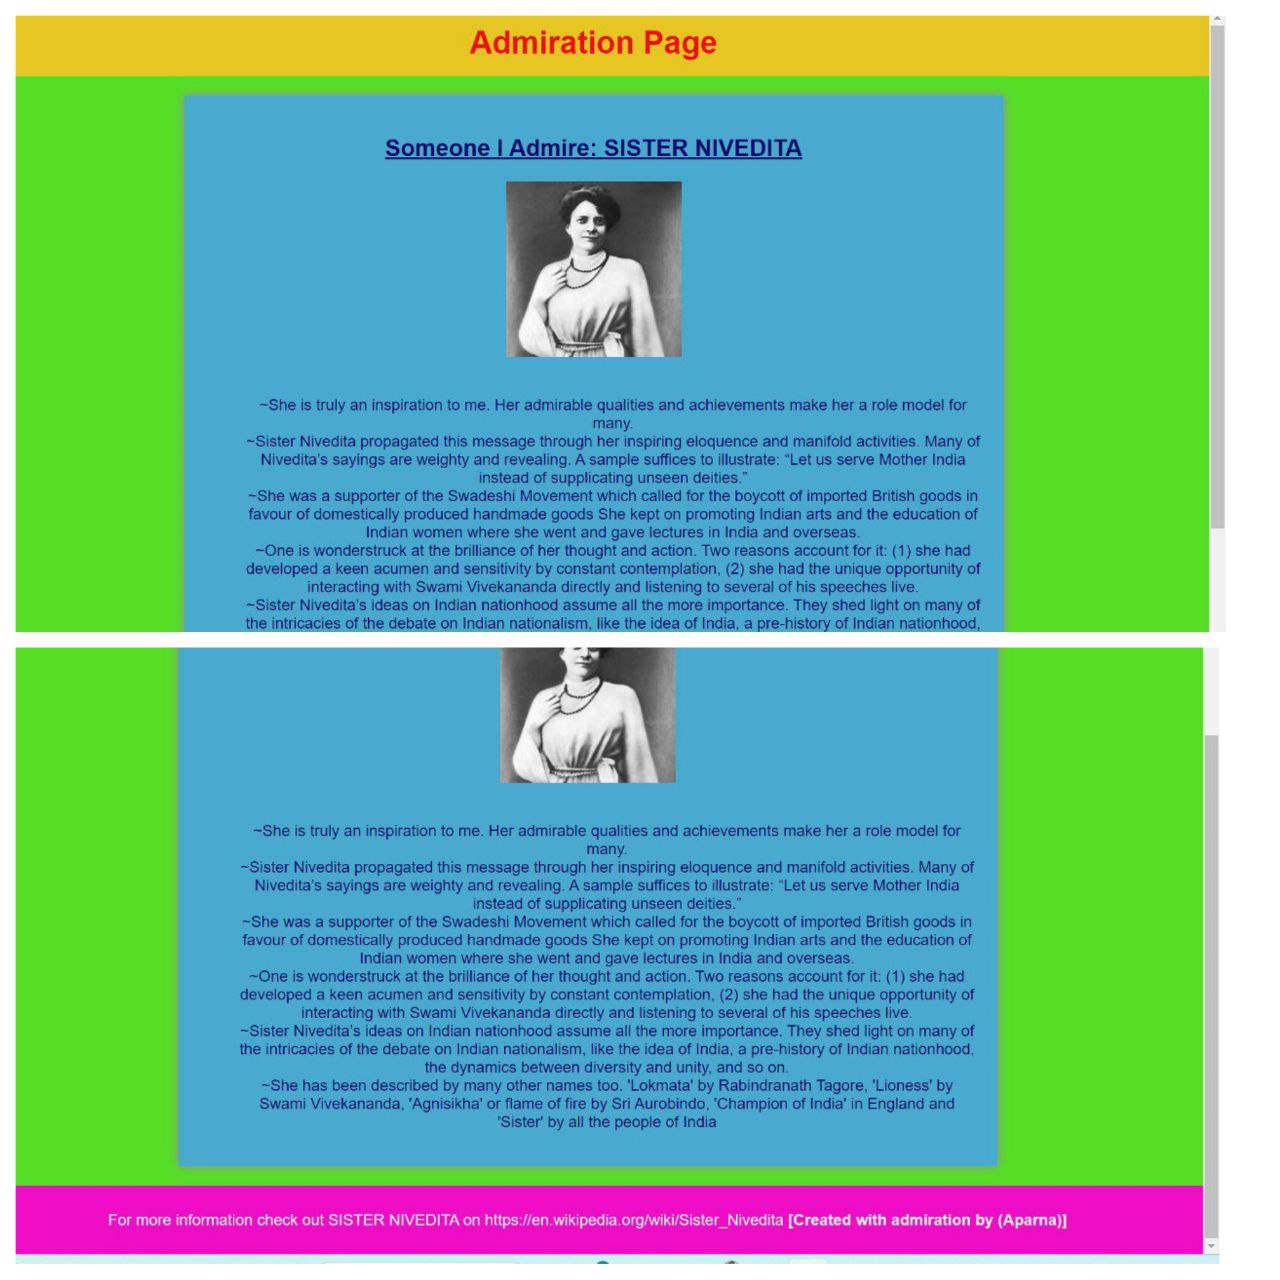 Admiration Page
Someone I Admire: SISTER NIVEDITA
~She is truly an inspiration to me. Her admirable qualities and achievements make her a role model for
many.
~Sister Nivedita propagated this message through her inspiring eloquence and manifold activities. Many of
Nivedita’s sayings are weighty and revealing. A sample suffices to illustrate: “Let us serve Mother India
instead of supplicating unseen deities.”
~She was a supporter of the Swadeshi Movement which called for the boycott of imported British goods in
favour of domestically produced handmade goods She kept on promoting Indian arts and the education of
Indian women where she went and gave lectures in India and overseas.
~One is wonderstruck at the brilliance of her thought and action. Two reasons account for it: (1) she had
developed a keen acumen and sensitivity by constant contemplation, (2) she had the unique opportunity of
interacting with Swami Vivekananda directly and listening to several of his speeches live.
~Sister Nivedita’s ideas on Indian nationhood assume all the more importance. They shed light on many of
the intricacies of the debate on Indian nationalism, like the idea of India, a pre-history of Indian nationhood,
~She is truly an inspiration to me. Her admirable qualities and achievements make her a role model for
many.
~Sister Nivedita propagated this message through her inspiring eloquence and manifold activities. Many of
Nivedita’s sayings are weighty and revealing. A sample suffices to illustrate: “Let us serve Mother India
instead of supplicating unseen deities.”
~She was a supporter of the Swadeshi Movement which called for the boycott of imported British goods in
favour of domestically produced handmade goods She kept on promoting Indian arts and the education of
Indian women where she went and gave lectures in India and overseas.
~One is wonderstruck at the brilliance of her thought and action. Two reasons account for it: (1) she had
developed a keen acumen and sensitivity by constant contemplation, (2) she had the unique opportunity of
interacting with Swami Vivekananda directly and listening to several of his speeches live.
~Sister Nivedita’s ideas on Indian nationhood assume all the more importance. They shed light on many of
the intricacies of the debate on Indian nationalism, like the idea of India, a pre-history of Indian nationhood,
the dynamics between diversity and unity, and so on.
~She has been described by many other names too. 'Lokmata' by Rabindranath Tagore, 'Lioness' by
Swami Vivekananda, 'Agnisikha' or flame of fire by Sri Aurobindo, 'Champion of India' in England and
'Sister' by all the people of India
For more information check out SISTER NIVEDITA on https://en.wikipedia.org/wiki/Sister_Nivedita [Created with admiration by (Aparna)]